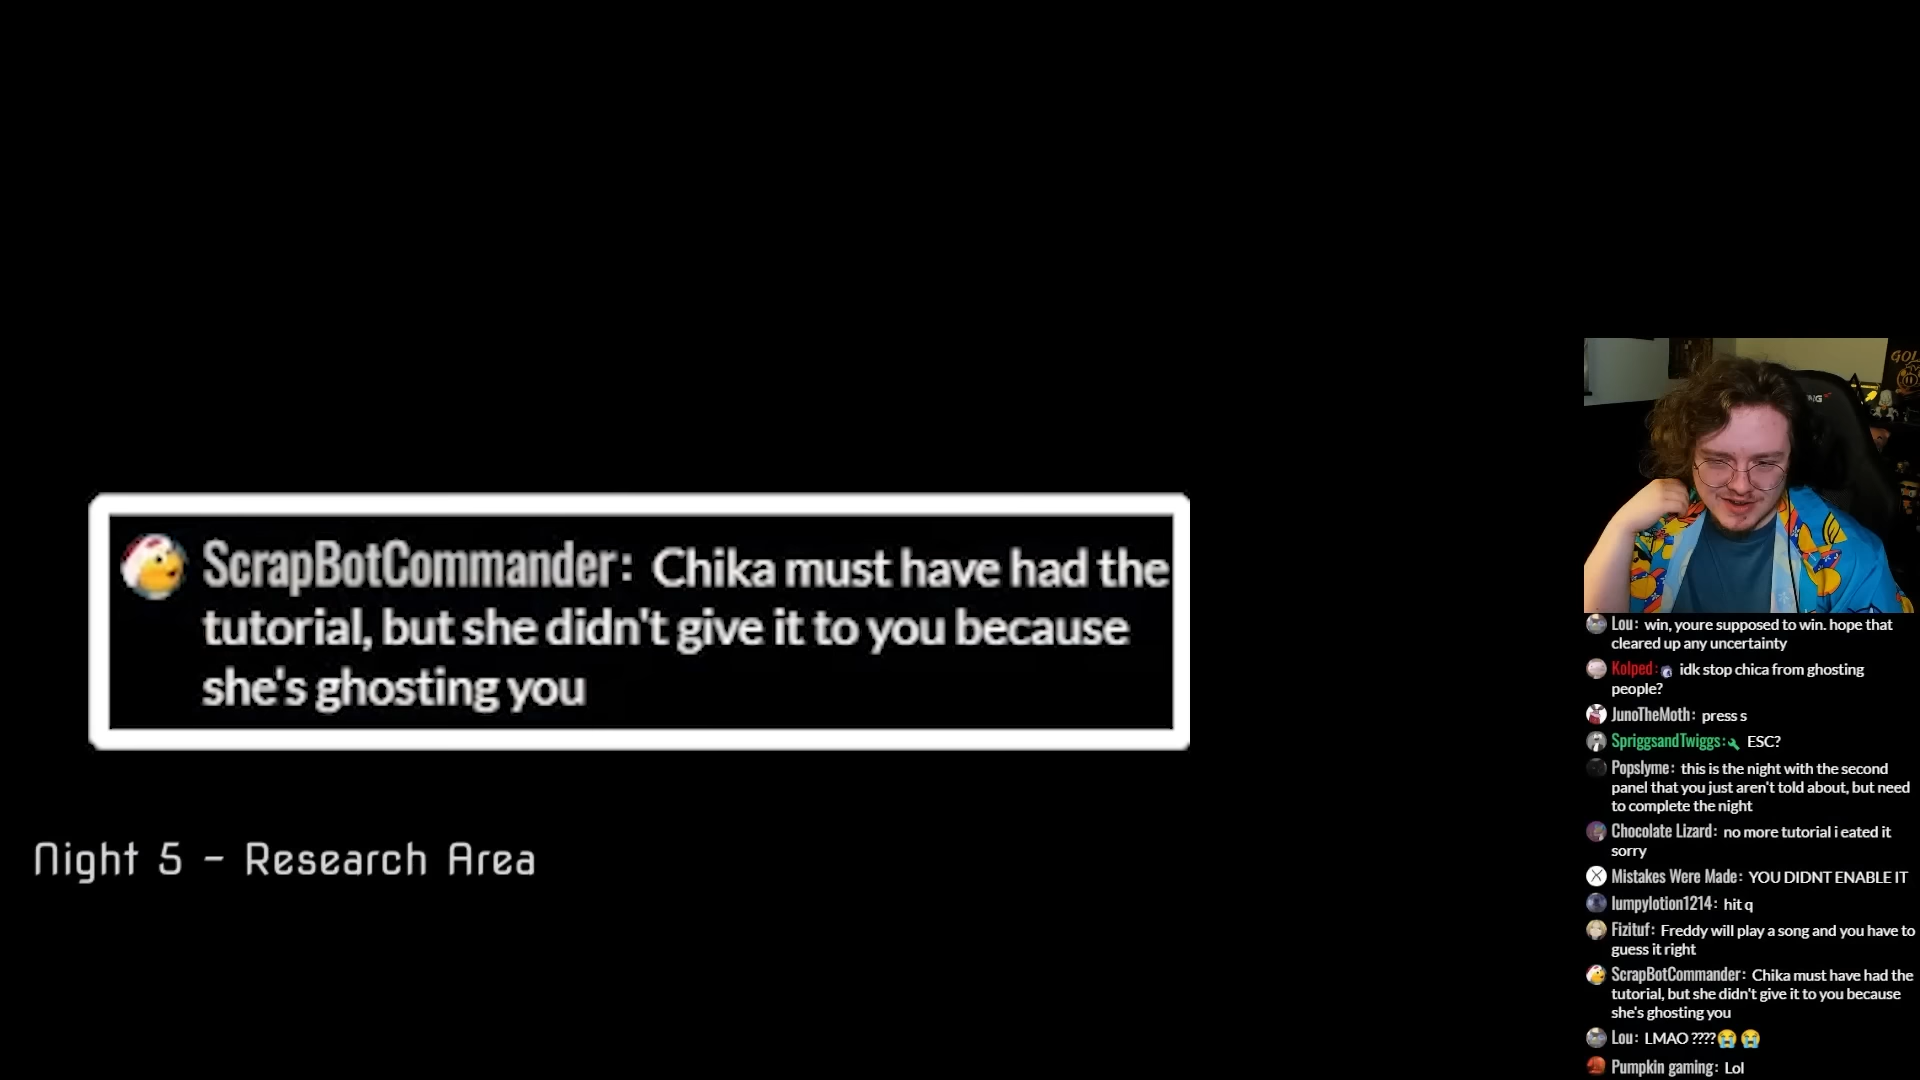 ScrapBotCommander: Chika must have had the
tutorial, but she didn't give it to you because
she's ghosting you
Night 5 - Research Area
GOL
Lou: win, youre supposed to win. hope that
cleared up any uncertainty
Kolped: idk stop chica from ghosting
people?
JunoTheMoth: press s
SpriggsandTwiggs: ESC?
Popslyme: this is the night with the second
panel that you just aren't told about, but need
to complete the night
Chocolate Lizard: no more tutorial i eated it
sorry
Mistakes Were Made: YOU DIDNT ENABLE IT
lumpylotion1214: hit q
Fizituf: Freddy will play a song and you have to
guess it right
ScrapBotCommander: Chika must have had the
tutorial, but she didn't give it to you because
she's ghosting you
Lou: LMAO ????😭😭
Pumpkin gaming: Lol